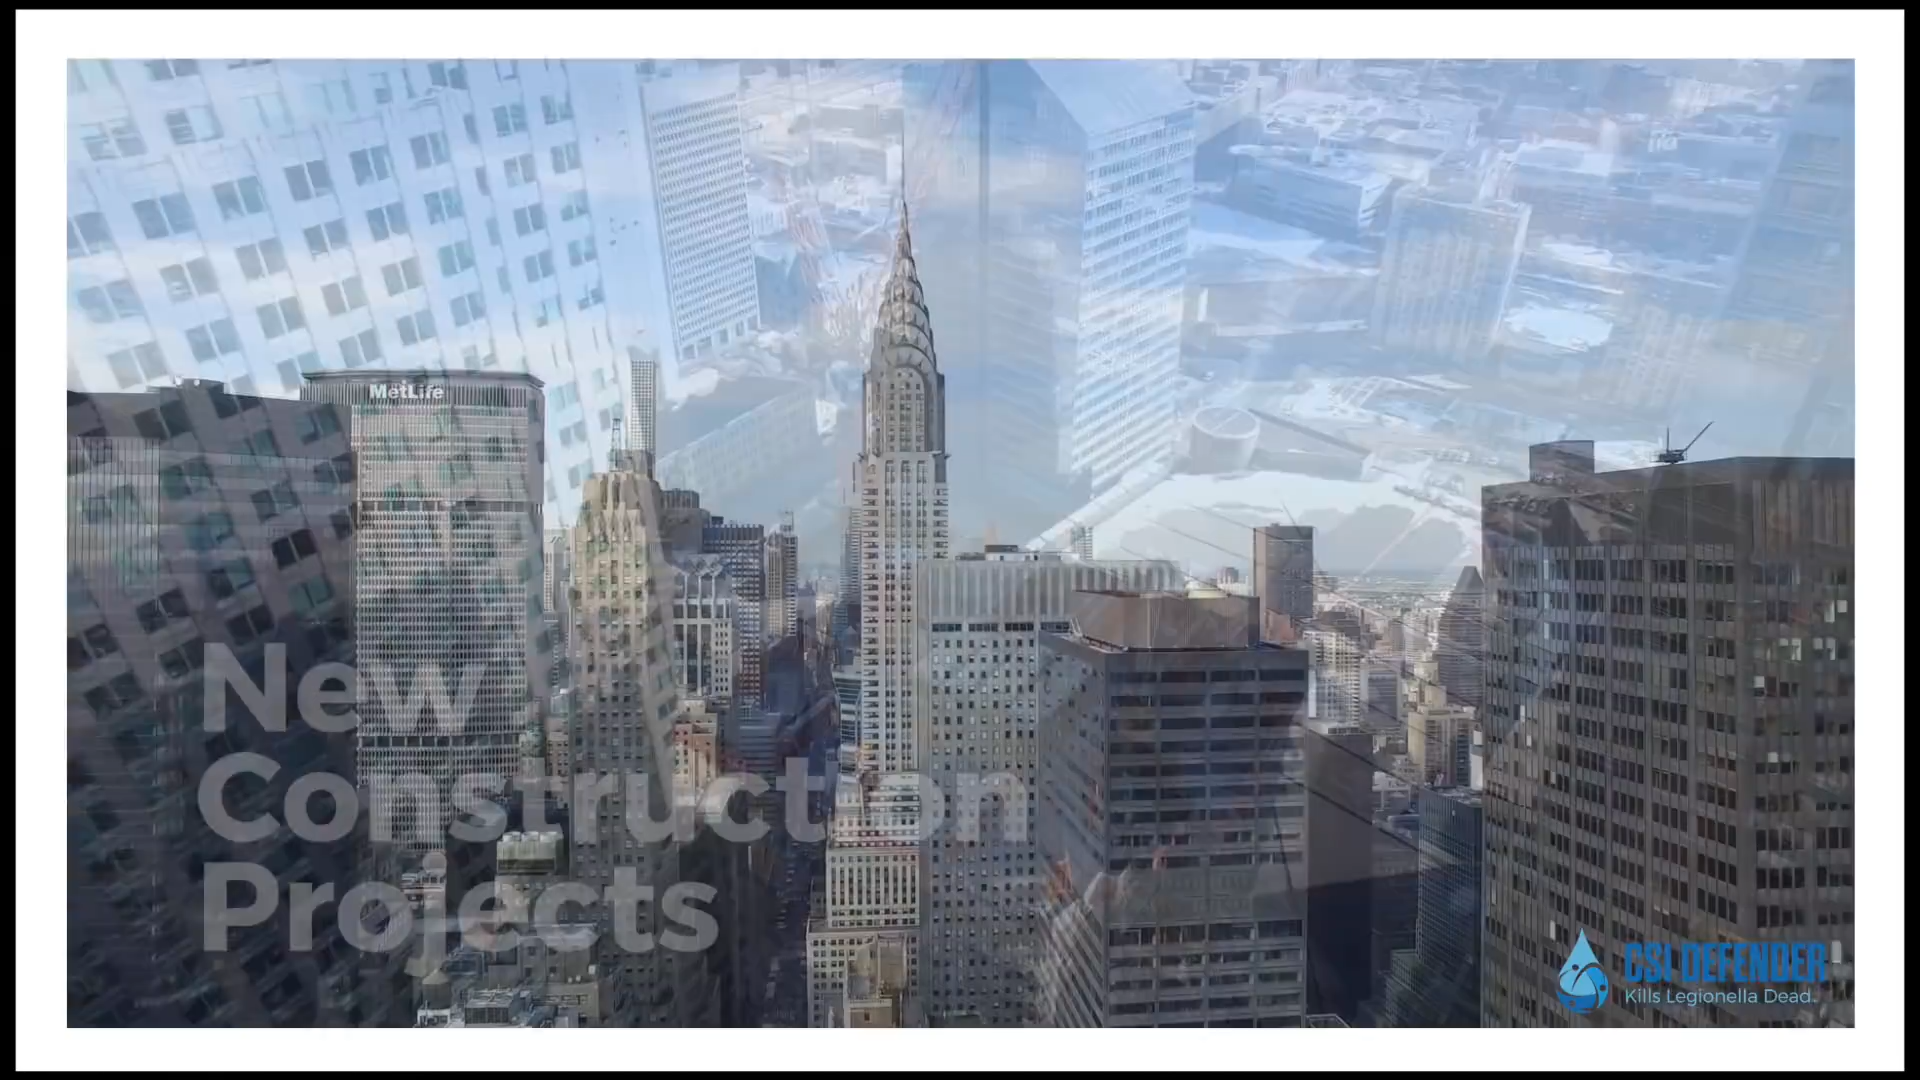 MetLife
New
Construction
Projects
CSI DEFENDER
Kills Legionella Dead.